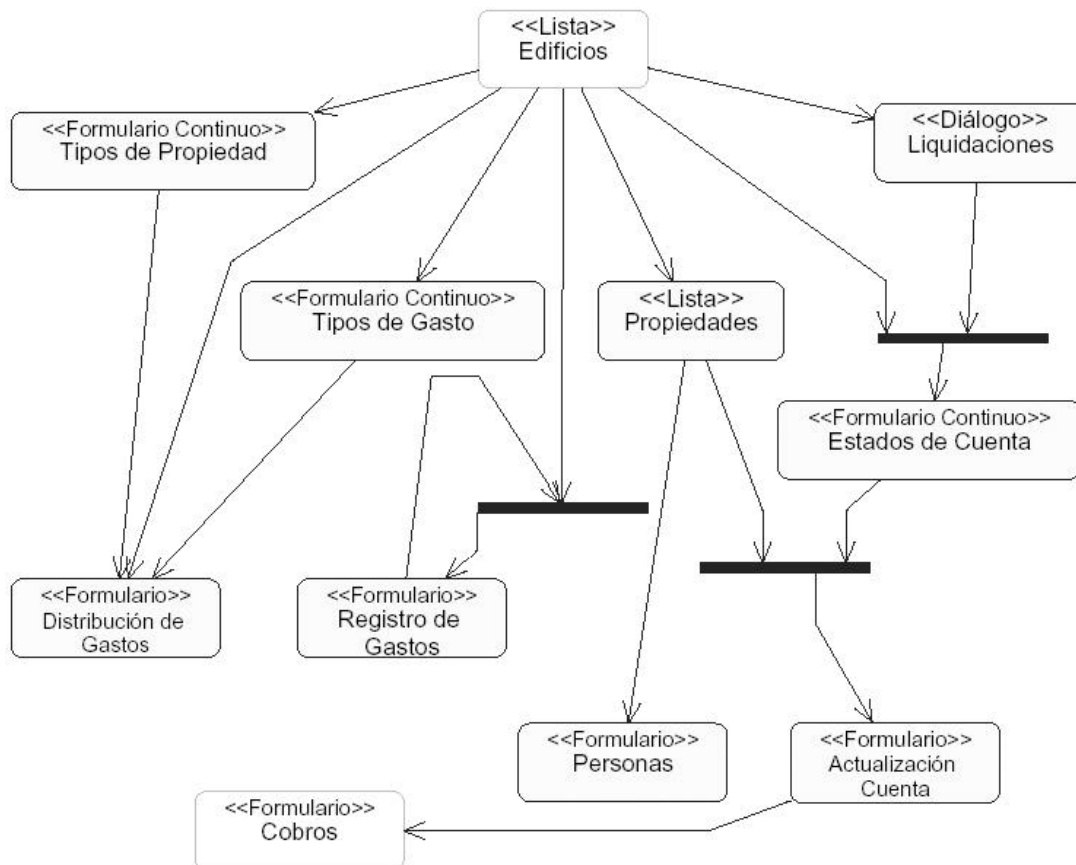 <<Lista>>
Edificios
<<Formulario Continuo>>
Tipos de Propiedad
<<Diálogo>>
Liquidaciones
<<Formulario Continuo>>
Tipos de Gasto
<<Lista>>
Propiedades
<<Formulario Continuo>>
Estados de Cuenta
<<Formulario>>
Distribución de
Gastos
<<Formulario>>
Registro de
Gastos
<<Formulario>>
Personas
<<Formulario>>
Actualización
Cuenta
<<Formulario>>
Cobros